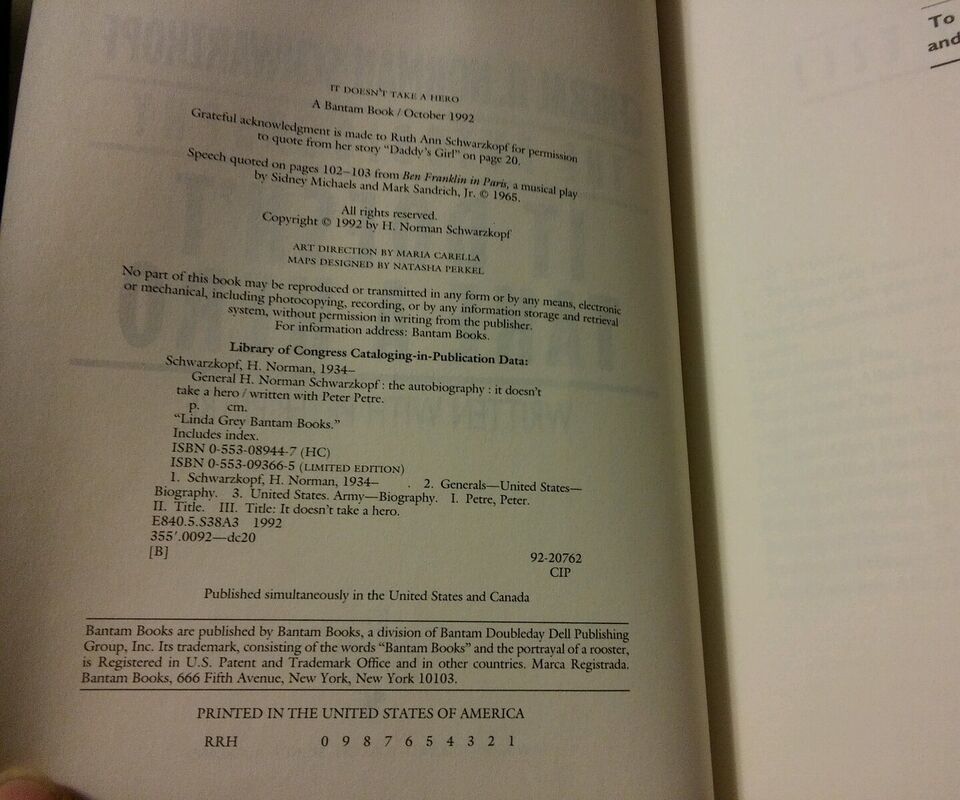 IT DOESN'T TAKE A HERO
A Bantam Book / October 1992
Grateful acknowledgment is made to Ruth Ann Schwarzkopf for permission
to quote from her story "Daddy's Girl" on page 20.
Speech quoted on pages 102–103 from Ben Franklin in Paris, a musical play
by Sidney Michaels and Mark Sandrich, Jr. © 1965.
All rights reserved.
Copyright © 1992 by H. Norman Schwarzkopf
ART DIRECTION BY MARIA CARELLA
MAPS DESIGNED BY NATASHA PERKEL
No part of this book may be reproduced or transmitted in any form or by any means, electronic
or mechanical, including photocopying, recording, or by any information storage and retrieval
system, without permission in writing from the publisher.
For information address: Bantam Books.
Library of Congress Cataloging-in-Publication Data:
Schwarzkopf, H. Norman, 1934–
General H. Norman Schwarzkopf : the autobiography : it doesn't
take a hero / written with Peter Petre.
p. cm.
"Linda Grey Bantam Books."
Includes index.
ISBN 0-553-08944-7 (HC)
ISBN 0-553-09366-5 (LIMITED EDITION)
1. Schwarzkopf, H. Norman, 1934– . 2. Generals—United States—
Biography. 3. United States. Army—Biography. I. Petre, Peter.
II. Title. III. Title: It doesn't take a hero.
E840.5.S38A3 1992
355'.0092—dc20
[B]
92-20762
CIP
Published simultaneously in the United States and Canada
Bantam Books are published by Bantam Books, a division of Bantam Doubleday Dell Publishing
Group, Inc. Its trademark, consisting of the words "Bantam Books" and the portrayal of a rooster,
is Registered in U.S. Patent and Trademark Office and in other countries. Marca Registrada.
Bantam Books, 666 Fifth Avenue, New York, New York 10103.
PRINTED IN THE UNITED STATES OF AMERICA
RRH 0 9 8 7 6 5 4 3 2 1
To
and